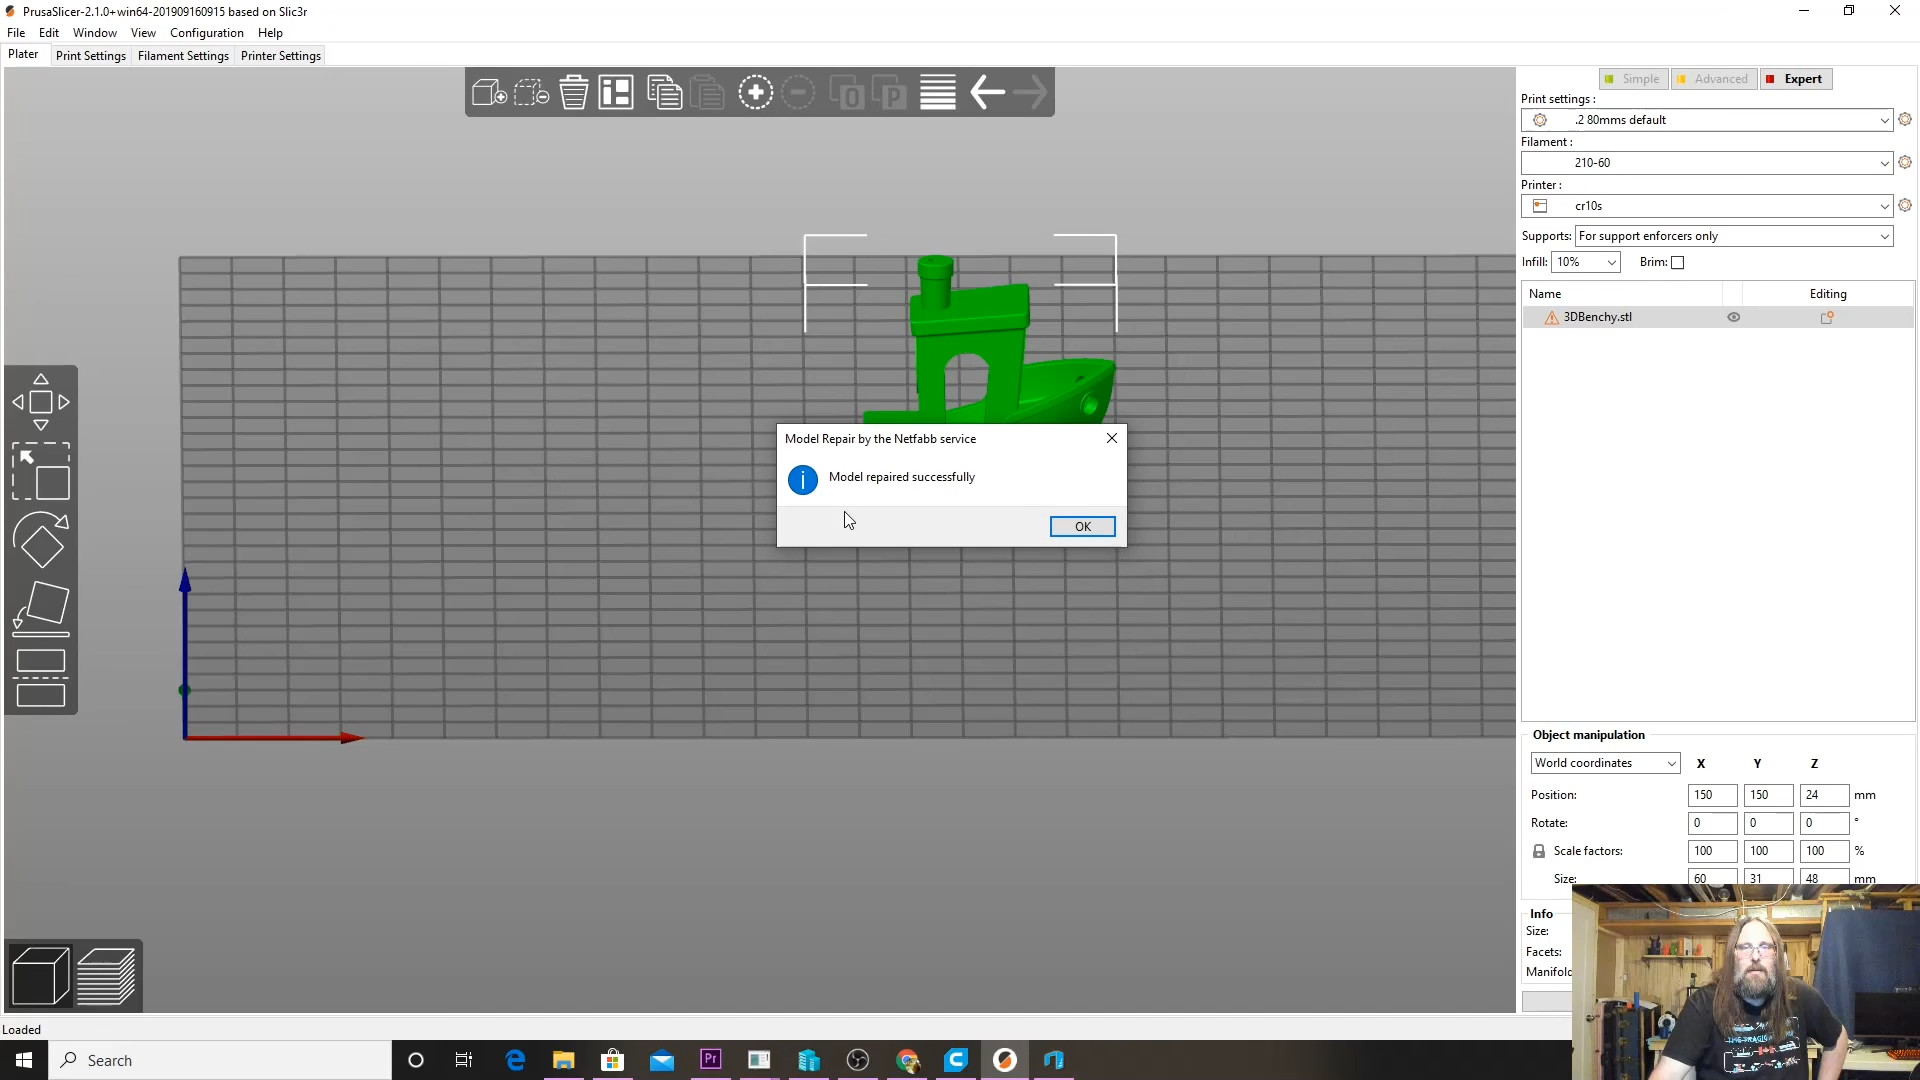 PrusaSlicer-2.1.0+win64-201909160915 based on Slic3r
File Edit Window View Configuration Help
Plater Print Settings Filament Settings Printer Settings
Simple Advanced Expert
Print settings :
.2 80mms default
Filament :
210-60
Printer :
cr10s
Supports: For support enforcers only
Infill: 10% Brim:
Name Editing
3DBenchy.stl
Model Repair by the Netfabb service
Model repaired successfully
OK
Object manipulation
World coordinates X Y Z
Position: 150 150 24 mm
Rotate: 0 0 0 °
Scale factors: 100 100 100 %
Size: 60 31 48 mm
Info
Size:
Facets:
Manifold
Loaded
Search
Pr